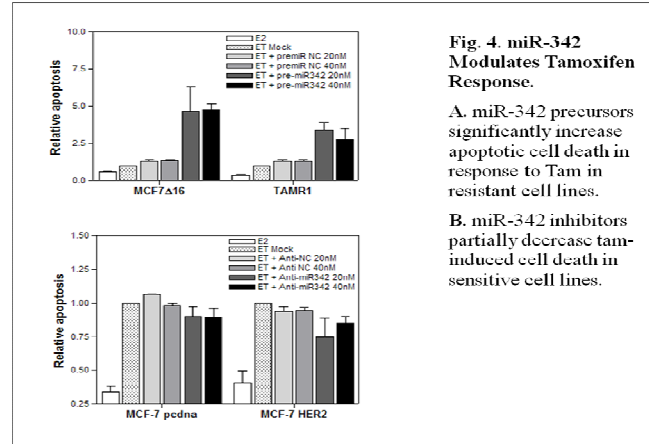 Relative apoptosis
10.0
7.5
5.0
2.5
0.0
E2
ET Mock
ET + premiR NC 20nM
ET + premiR NC 40nM
ET + pre-miR342 20nM
ET + pre-miR342 40nM
MCF7Δ16
TAMR1
Relative apoptosis
1.50
1.25
1.00
0.75
0.50
0.25
E2
ET Mock
ET + Anti-NC 20nM
ET + Anti NC 40nM
ET + Anti-miR342 20nM
ET + Anti-miR342 40nM
MCF-7 pcdna
MCF-7 HER2
Fig. 4. miR-342
Modulates Tamoxifen
Response.
A. miR-342 precursors
significantly increase
apoptotic cell death in
response to Tam in
resistant cell lines.
B. miR-342 inhibitors
partially decrease tam-
induced cell death in
sensitive cell lines.